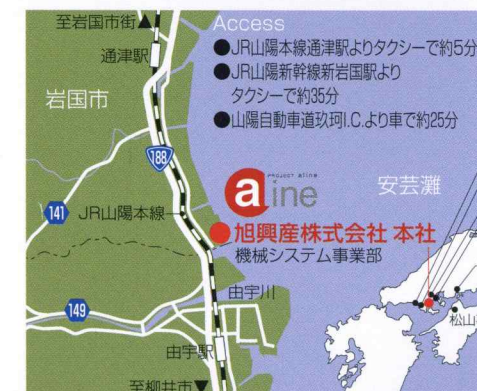 至岩国市街▲
Access
●JR山陽本線通津駅よりタクシーで約5分
通津駅
●JR山陽新幹線新岩国駅より
タクシーで約35分
岩国市
●山陽自動車道玖珂I.C.より車で約25分
188
PROJECT aline
aline
安芸灘
141
JR山陽本線
●旭興産株式会社 本社
機械システム事業部
由宇川
149
松山
由宇駅
至柳井市▼